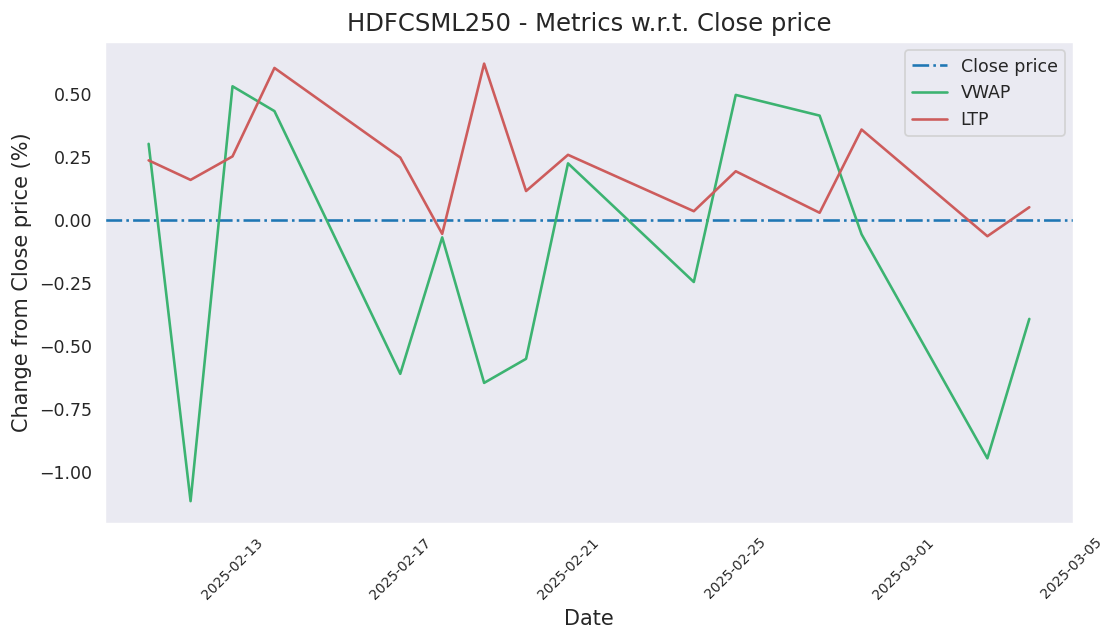 HDFCSML250 - Metrics w.r.t. Close price
Close price
VWAP
LTP
Change from Close price (%)
0.50
0.25
0.00
−0.25
−0.50
−0.75
−1.00
2025-02-13
2025-02-17
2025-02-21
2025-02-25
2025-03-01
2025-03-05
Date